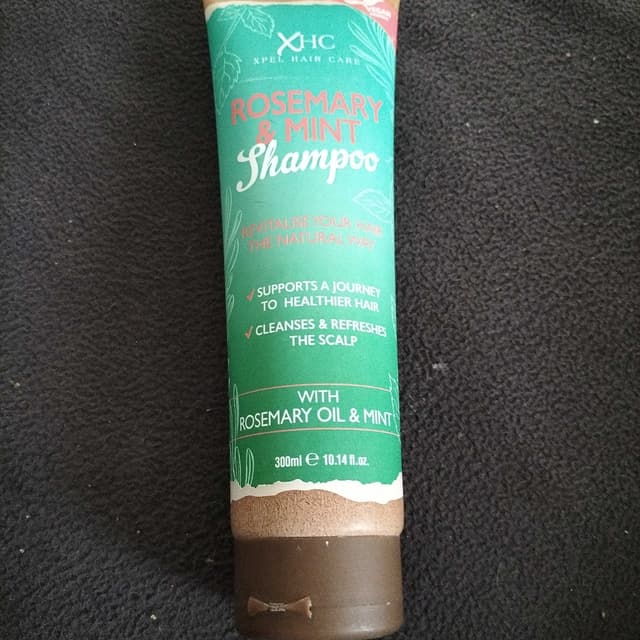 XHC
XPEL HAIR CARE
ROSEMARY
& MINT
Shampoo
REVITALISE YOUR HAIR
THE NATURAL WAY
SUPPORTS A JOURNEY
TO HEALTHIER HAIR
CLEANSES & REFRESHES
THE SCALP
WITH
ROSEMARY OIL & MINT
300ml e 10.14 fl.oz.